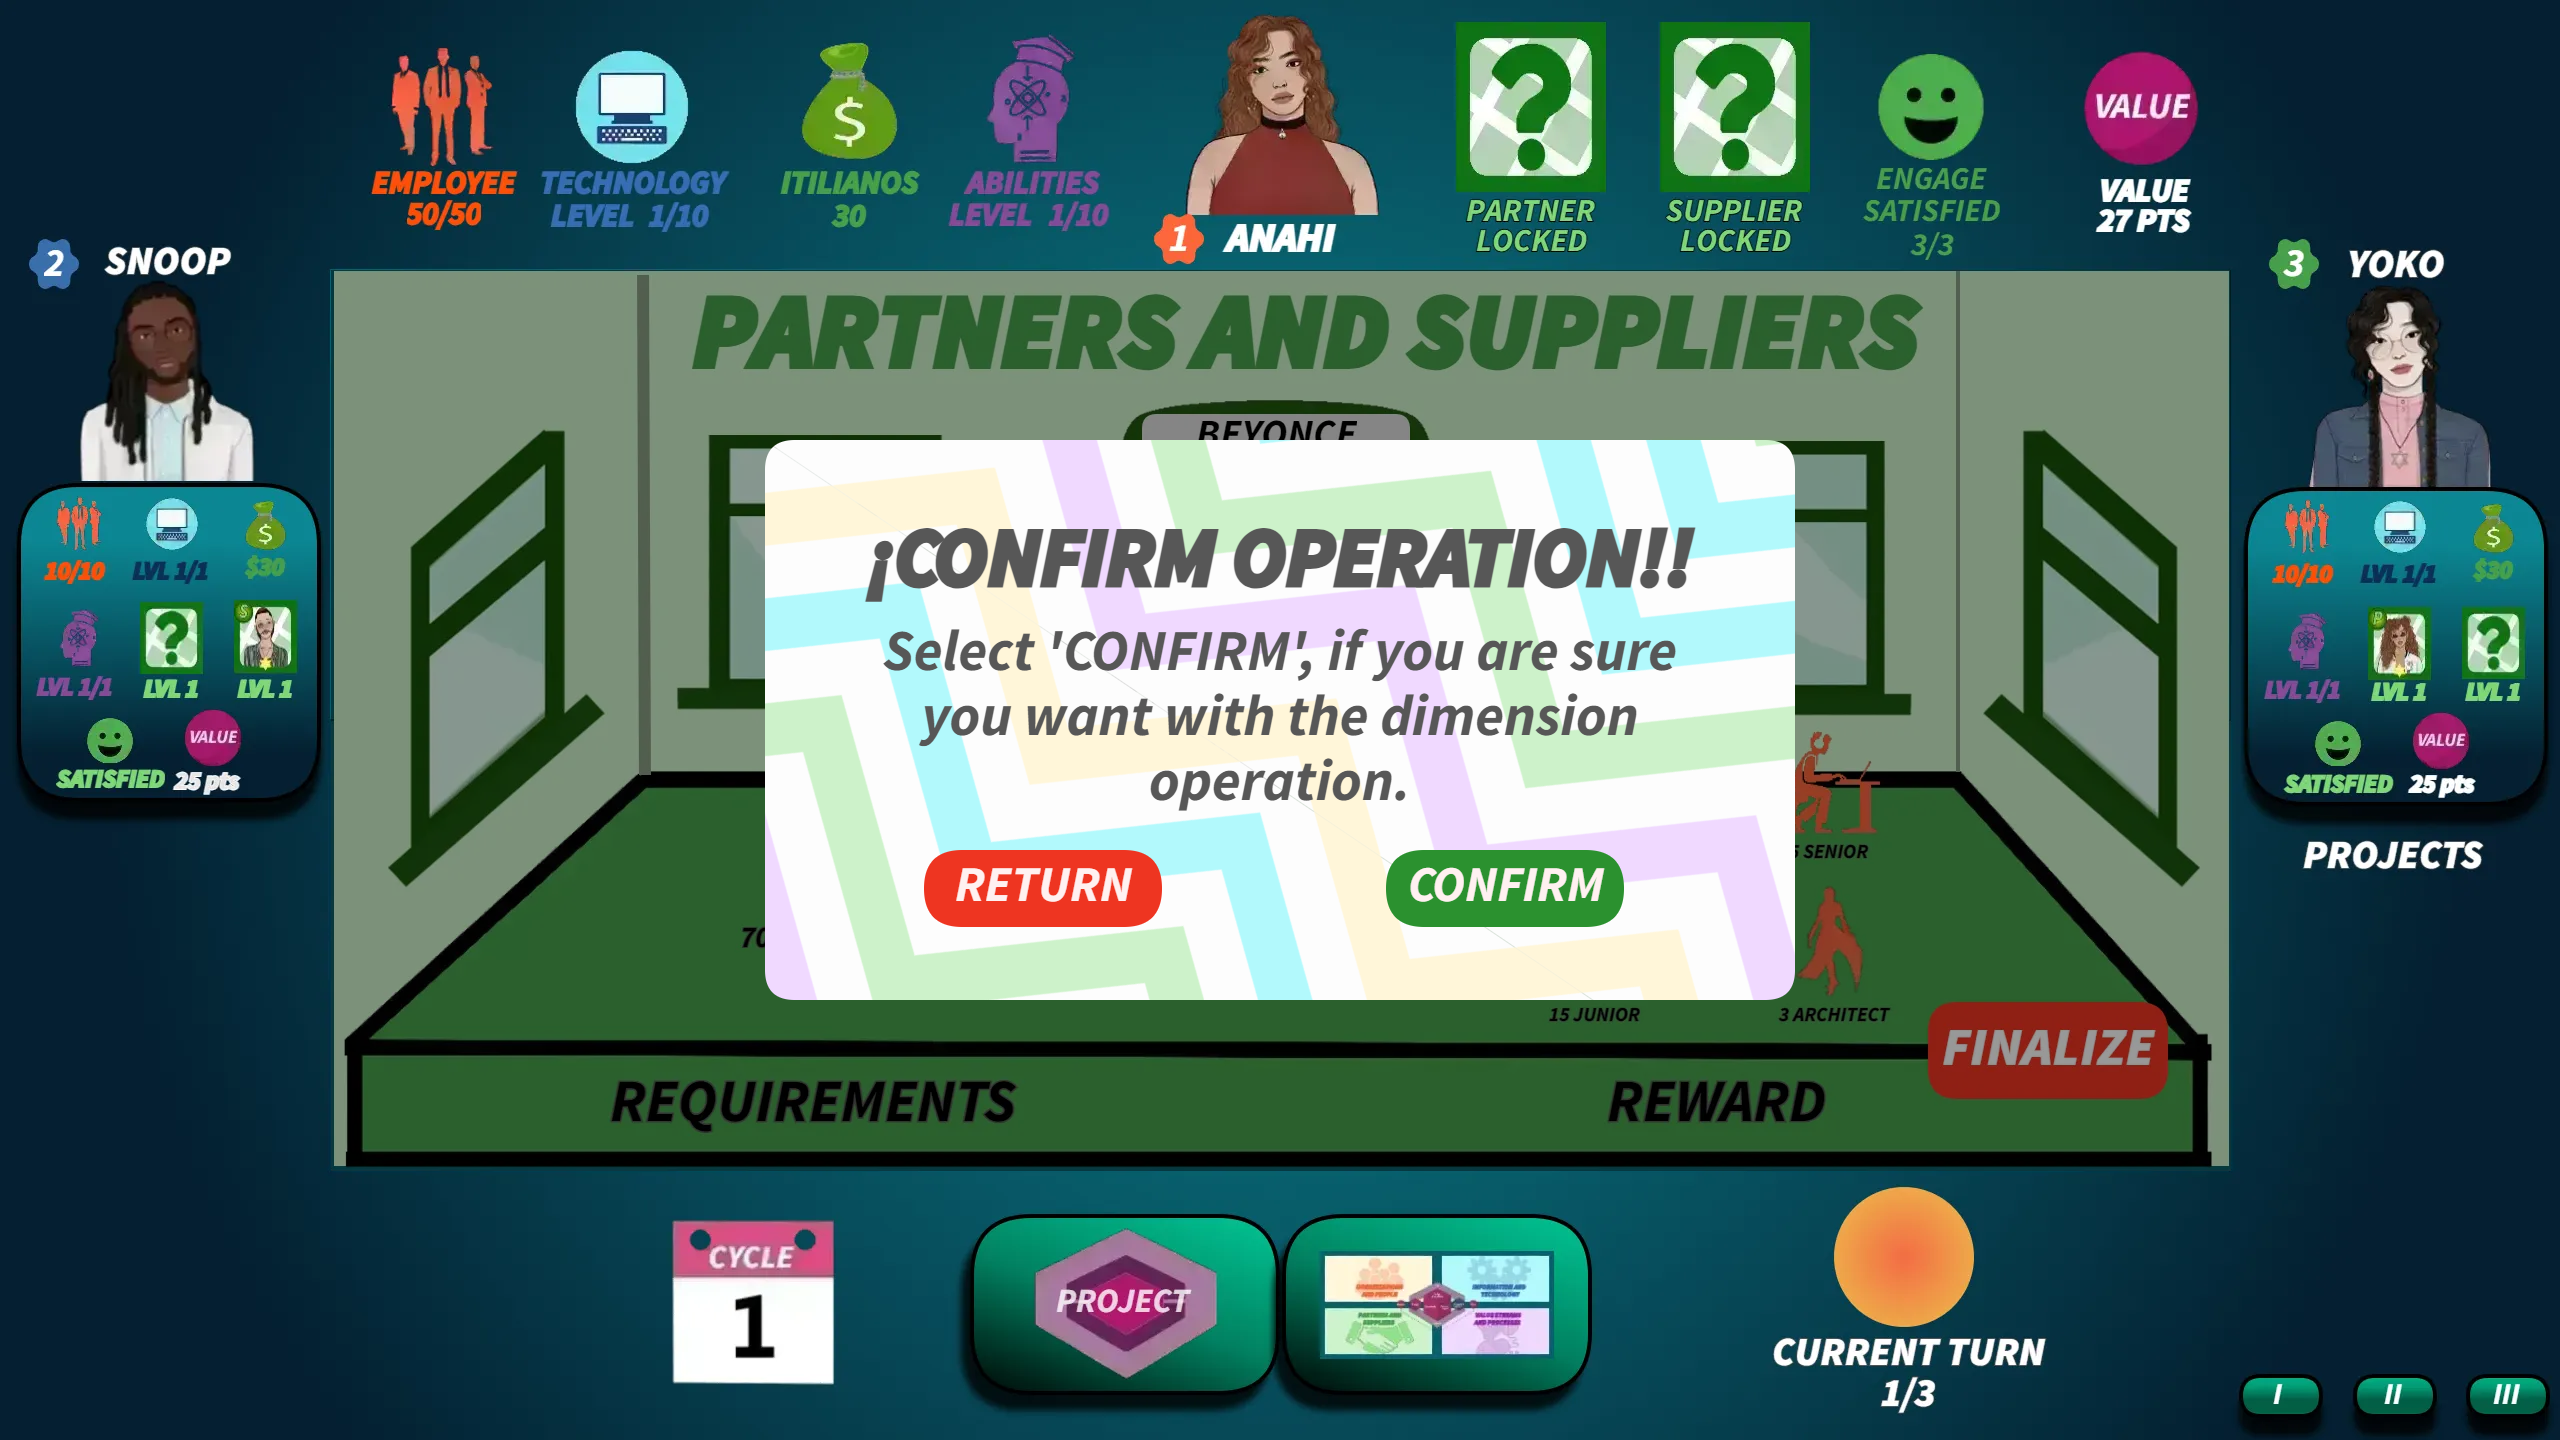 EMPLOYEE
50/50
TECHNOLOGY
LEVEL 1/10
$
ITILIANOS
30
ABILITIES
LEVEL 1/10
1 ANAHI
?
PARTNER
LOCKED
?
SUPPLIER
LOCKED
ENGAGE
SATISFIED
3/3
VALUE
VALUE
27 PTS
2 SNOOP
10/10
LVL 1/1
$
$30
LVL 1/1
?
LVL 1
$
LVL 1
SATISFIED
VALUE
25 pts
3 YOKO
10/10
LVL 1/1
$
$30
LVL 1/1
LVL 1
?
LVL 1
SATISFIED
VALUE
25 pts
PROJECTS
PARTNERS AND SUPPLIERS
BEYONCE
¡CONFIRM OPERATION!!
Select 'CONFIRM', if you are sure
you want with the dimension
operation.
RETURN
CONFIRM
SENIOR
15 JUNIOR
3 ARCHITECT
FINALIZE
REQUIREMENTS
REWARD
CYCLE
1
PROJECT
CURRENT TURN
1/3
I
II
III